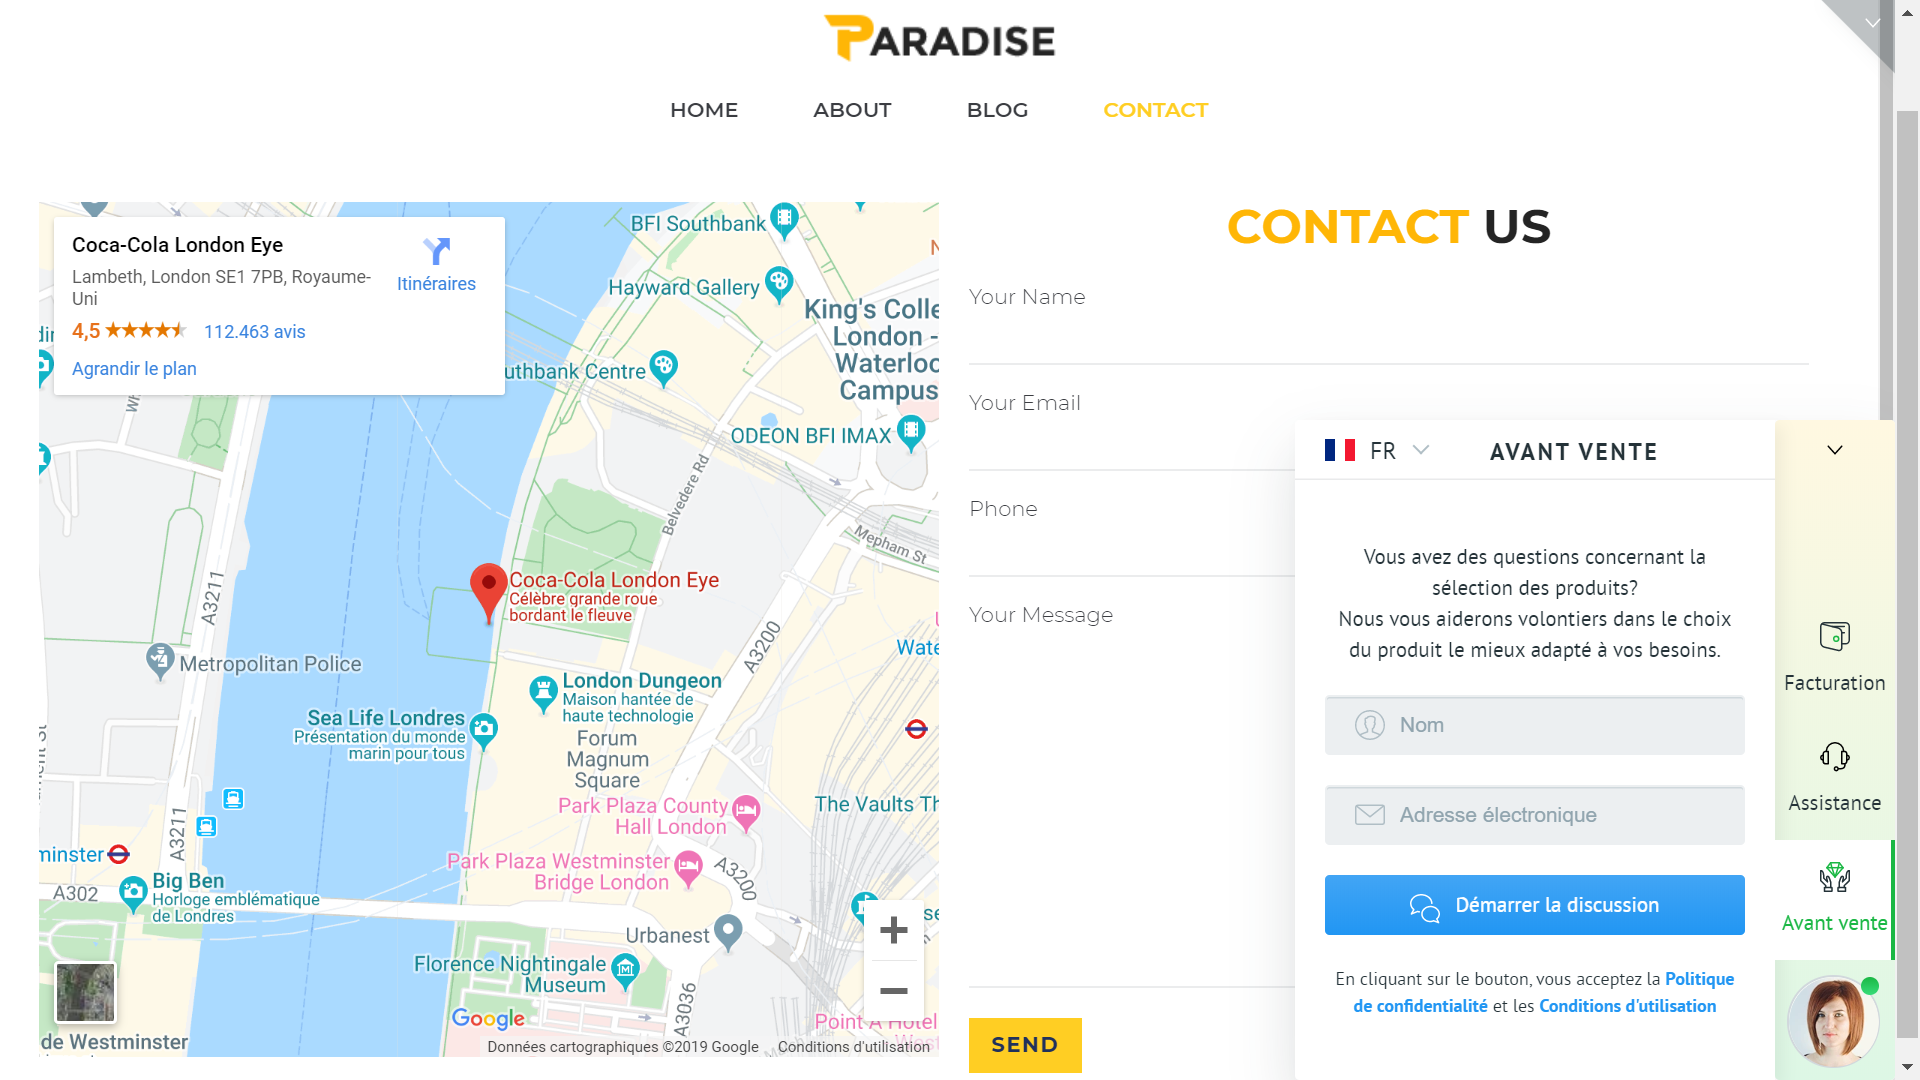 PARADISE
HOME ABOUT BLOG CONTACT
Coca-Cola London Eye
Lambeth, London SE1 7PB, Royaume-
Uni
Itinéraires
4,5 112.463 avis
Agrandir le plan
BFI Southbank
Hayward Gallery
King's Colle
London -
Waterloo
Campus
uthbank Centre
ODEON BFI IMAX
Belvedere Rd
Mepham St
A3211
Coca-Cola London Eye
Célèbre grande roue
bordant le fleuve
A3200
Metropolitan Police
Wate
London Dungeon
Maison hantée de
haute technologie
Sea Life Londres
Présentation du monde
marin pour tous
Forum
Magnum
Square
Park Plaza County
Hall London
The Vaults Th
A3211
minster
Park Plaza Westminster
Bridge London
A3200
A302
Big Ben
Horloge emblématique
de Londres
Urbanest
Florence Nightingale
Museum
A3036
Google
Point A Hotel
de Westminster
Données cartographiques ©2019 Google Conditions d'utilisation
CONTACT US
Your Name
Your Email
Phone
Your Message
SEND
FR AVANT VENTE
Vous avez des questions concernant la
sélection des produits?
Nous vous aiderons volontiers dans le choix
du produit le mieux adapté à vos besoins.
Nom
Adresse électronique
Démarrer la discussion
En cliquant sur le bouton, vous acceptez la Politique
de confidentialité et les Conditions d'utilisation
Facturation
Assistance
Avant vente